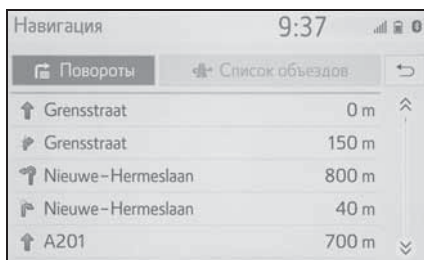 Навигация 9:37
Повороты Список объездов
Grensstraat 0 m
Grensstraat 150 m
Nieuwe-Hermeslaan 800 m
Nieuwe-Hermeslaan 40 m
A201 700 m